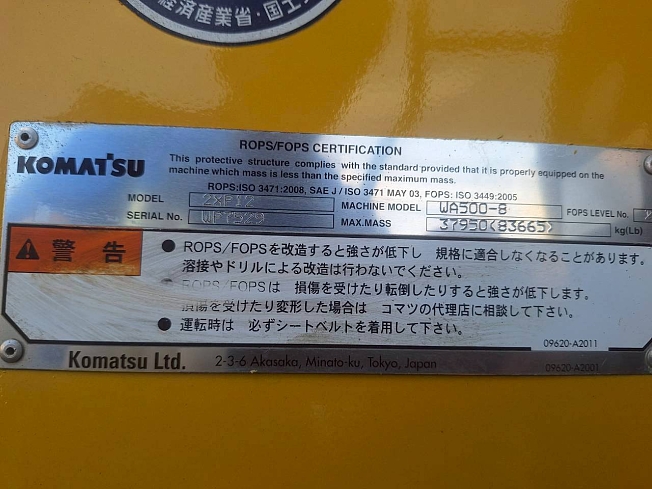 経済産業省・国土
ROPS/FOPS CERTIFICATION
KOMATSU
This protective structure complies with the standard provided that it is properly equipped on the
machine which mass is less than the specified maximum mass.
ROPS:ISO 3471:2008, SAE J / ISO 3471 MAY 03, FOPS: ISO 3449:2005
MODEL MACHINE MODEL WA500-8 FOPS LEVEL No.
SERIAL No. MAX.MASS 37950(83665) kg(Lb)
警告
● ROPS/FOPSを改造すると強さが低下し 規格に適合しなくなることがあります。
溶接やドリルによる改造は行わないでください。
● ROPS/FOPSは 損傷を受けたり転倒したりすると強さが低下します。
損傷を受けたり変形した場合は コマツの代理店に相談して下さい。
● 運転時は 必ずシートベルトを着用して下さい。
09620-A2011
Komatsu Ltd. 2-3-6 Akasaka, Minato-ku, Tokyo, Japan 09620-A2001